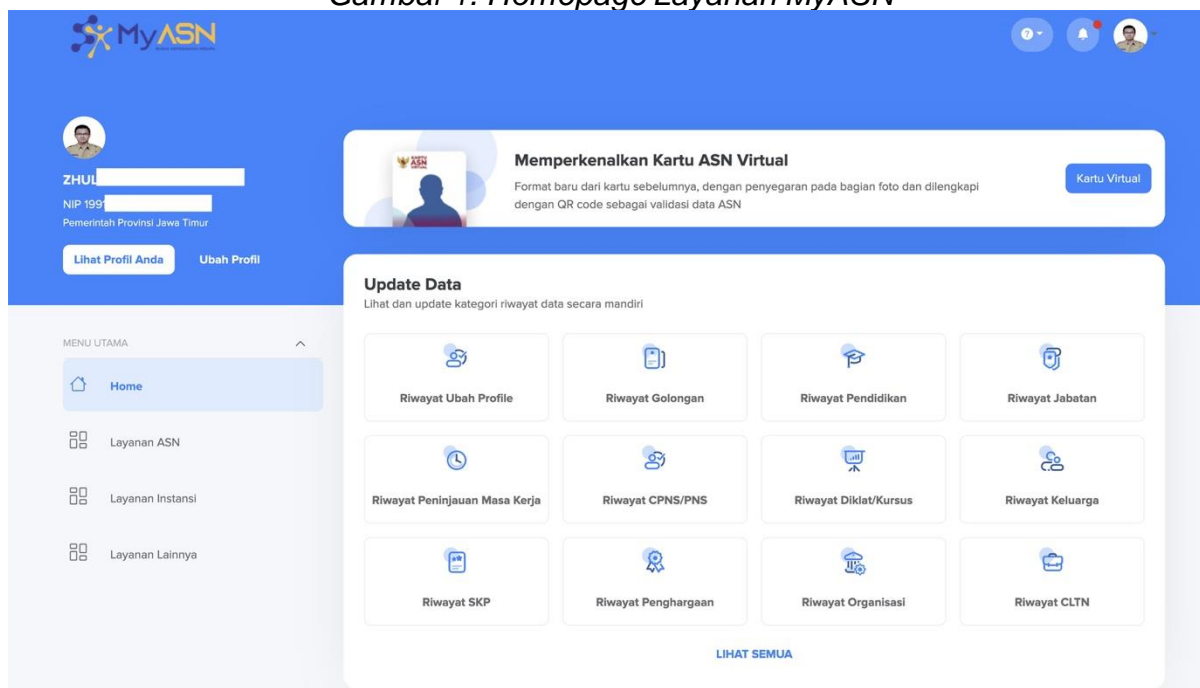 Gambar 1. Homepage Layanan MyASN
MyASN
ZHUL
NIP 199
Pemerintah Provinsi Jawa Timur
Lihat Profil Anda
Ubah Profil
KARTU
ASN
VIRTUAL
Memperkenalkan Kartu ASN Virtual
Format baru dari kartu sebelumnya, dengan penyegaran pada bagian foto dan dilengkapi
dengan QR code sebagai validasi data ASN
Kartu Virtual
MENU UTAMA
Home
Layanan ASN
Layanan Instansi
Layanan Lainnya
Update Data
Lihat dan update kategori riwayat data secara mandiri
Riwayat Ubah Profile
Riwayat Golongan
Riwayat Pendidikan
Riwayat Jabatan
Riwayat Peninjauan Masa Kerja
Riwayat CPNS/PNS
Riwayat Diklat/Kursus
Riwayat Keluarga
Riwayat SKP
Riwayat Penghargaan
Riwayat Organisasi
Riwayat CLTN
LIHAT SEMUA